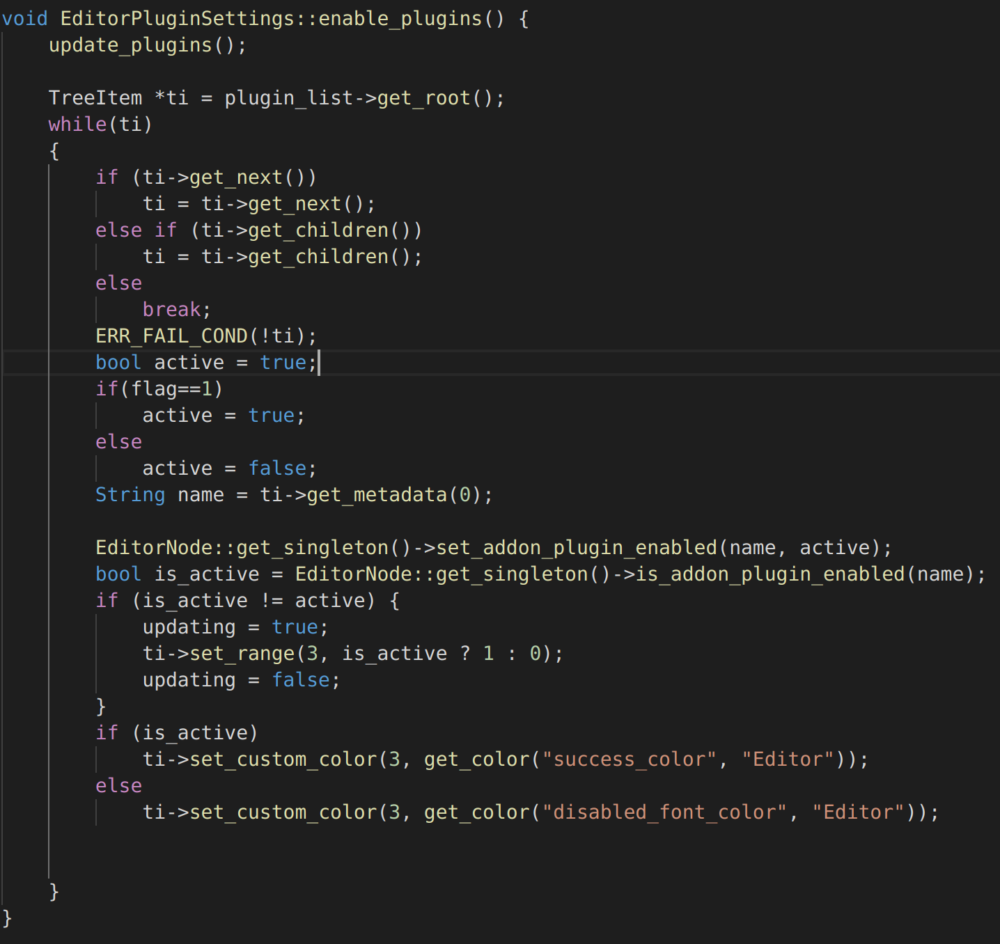 void EditorPluginSettings::enable_plugins() {
    update_plugins();

    TreeItem *ti = plugin_list->get_root();
    while(ti)
    {
        if (ti->get_next())
            ti = ti->get_next();
        else if (ti->get_children())
            ti = ti->get_children();
        else
            break;
        ERR_FAIL_COND(!ti);
        bool active = true;
        if(flag==1)
            active = true;
        else
            active = false;
        String name = ti->get_metadata(0);

        EditorNode::get_singleton()->set_addon_plugin_enabled(name, active);
        bool is_active = EditorNode::get_singleton()->is_addon_plugin_enabled(name);
        if (is_active != active) {
            updating = true;
            ti->set_range(3, is_active ? 1 : 0);
            updating = false;
        }
        if (is_active)
            ti->set_custom_color(3, get_color("success_color", "Editor"));
        else
            ti->set_custom_color(3, get_color("disabled_font_color", "Editor"));


    }
}